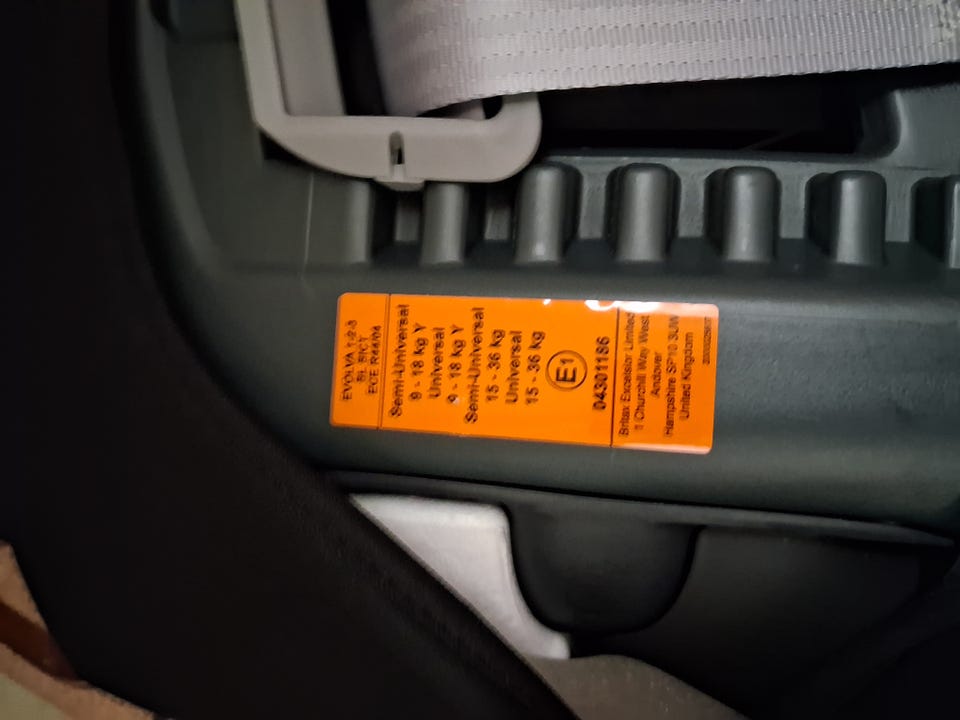 EVOLVA 1-2-3
SL SICT
ECE R44/04
Semi-Universal
9 - 18 kg Y
Universal
9 - 18 kg Y
Semi-Universal
15 - 36 kg
Universal
15 - 36 kg
E1
04301186
Britax Excelsior Limited
1 Churchill Way West
Andover
Hampshire SP10 3UW
United Kingdom